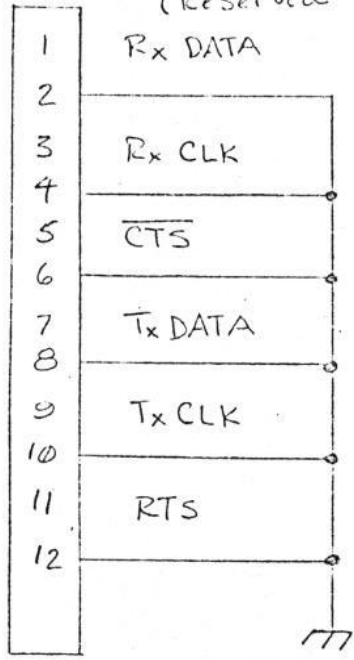 (Reserved
1 Rx DATA
2
3 Rx CLK
4
5 CTS
6
7 Tx DATA
8
9 Tx CLK
10
11 RTS
12